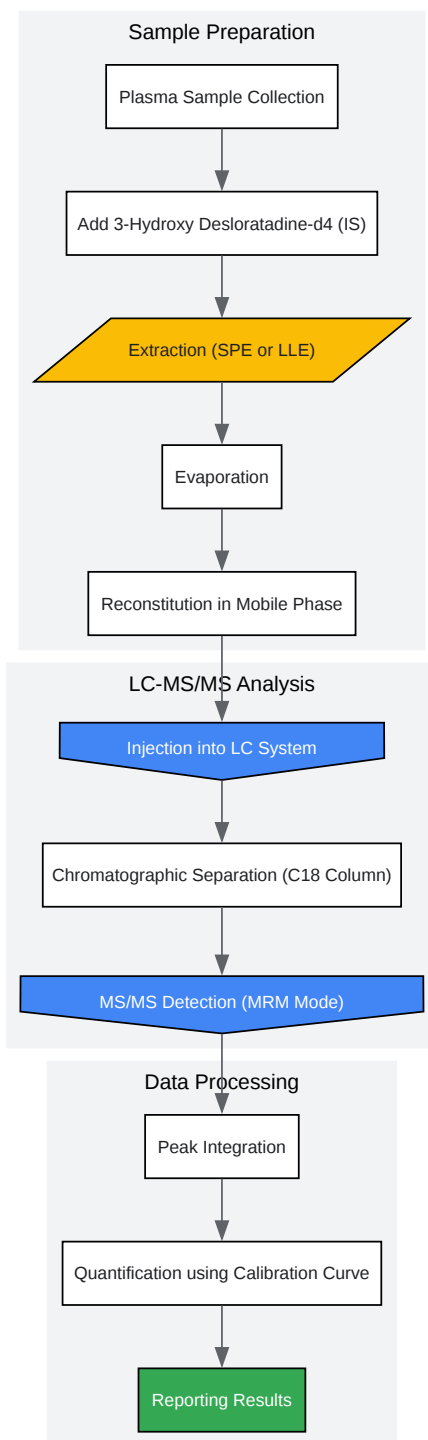 Sample Preparation
Plasma Sample Collection
Add 3-Hydroxy Desloratadine-d4 (IS)
Extraction (SPE or LLE)
Evaporation
Reconstitution in Mobile Phase
LC-MS/MS Analysis
Injection into LC System
Chromatographic Separation (C18 Column)
MS/MS Detection (MRM Mode)
Data Processing
Peak Integration
Quantification using Calibration Curve
Reporting Results